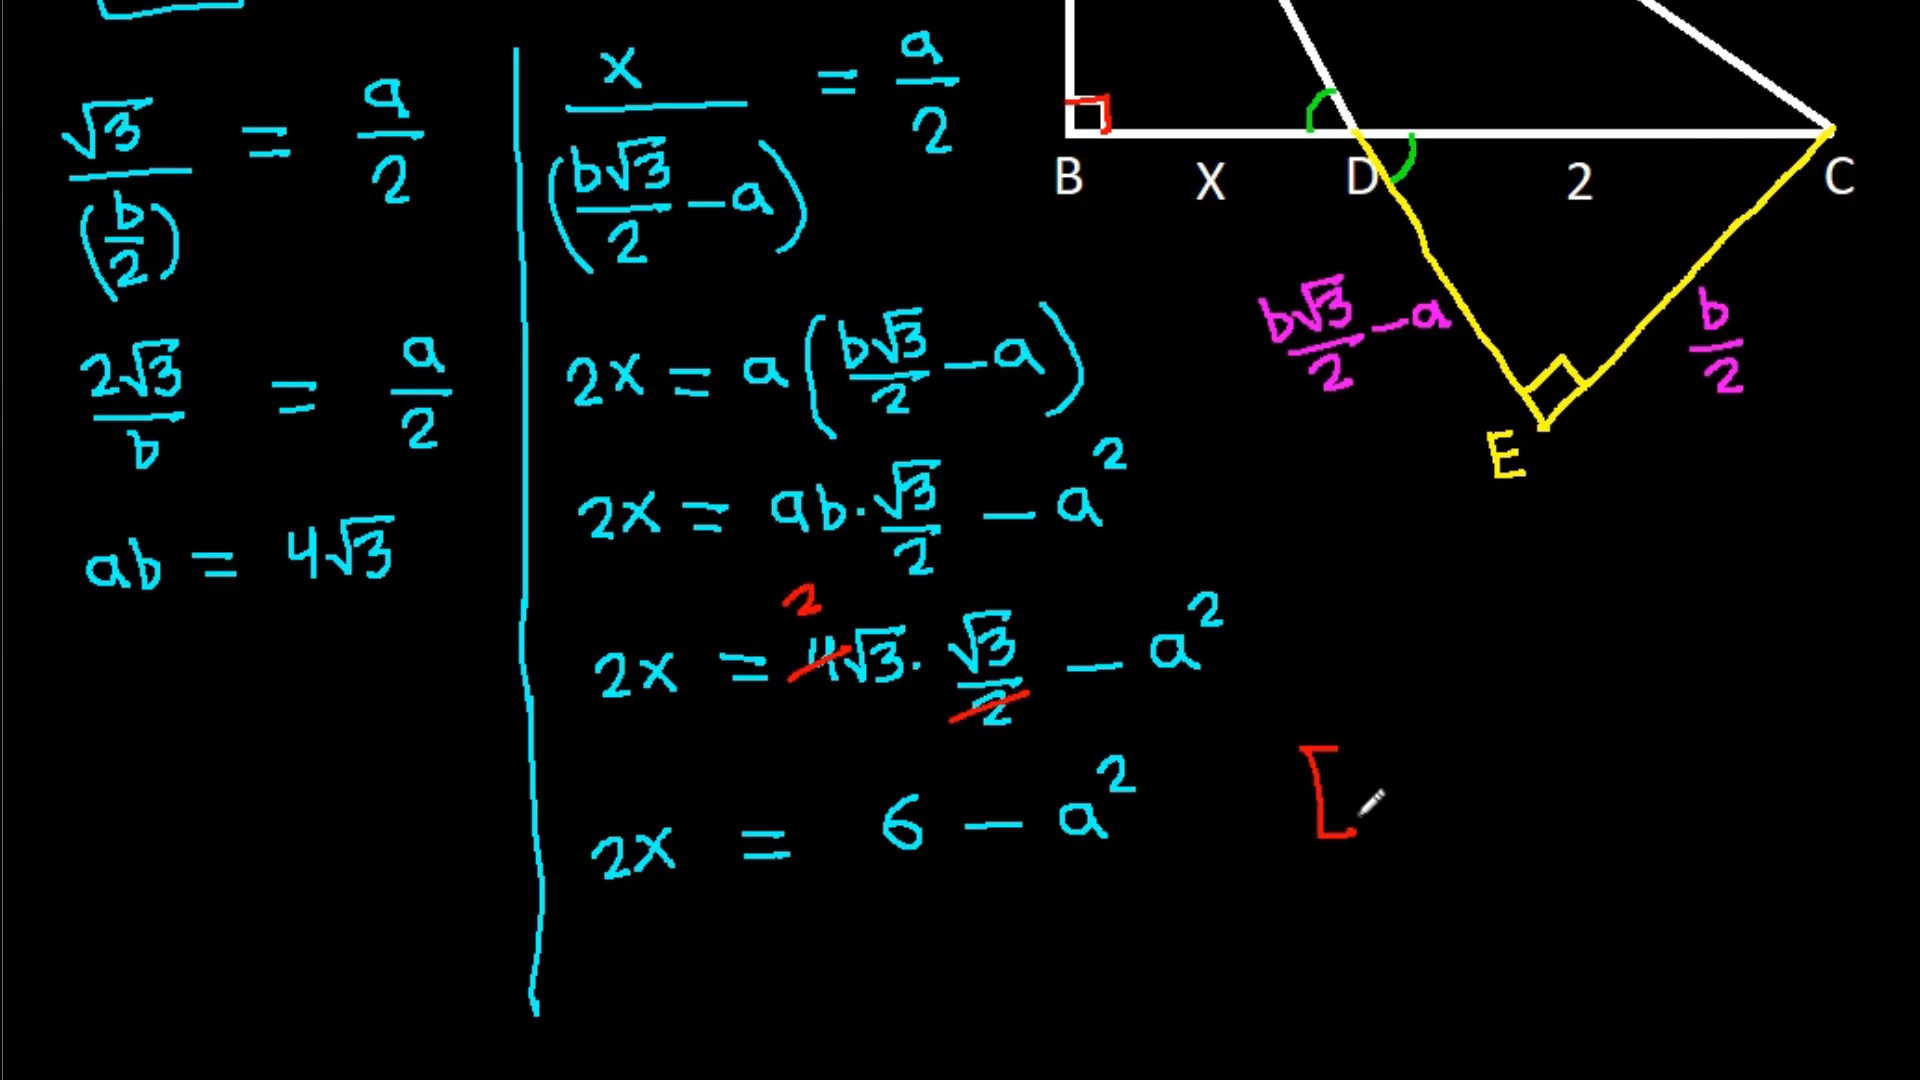 √3/(b/2) = a/2
2√3/b = a/2
ab = 4√3
x/(b√3/2 - a) = a/2
2x = a(b√3/2 - a)
2x = ab · √3/2 - a²
2x = 4√3 · √3/2 - a²
2
2x = 6 - a²
B X D 2 C
b√3/2 - a
b/2
E